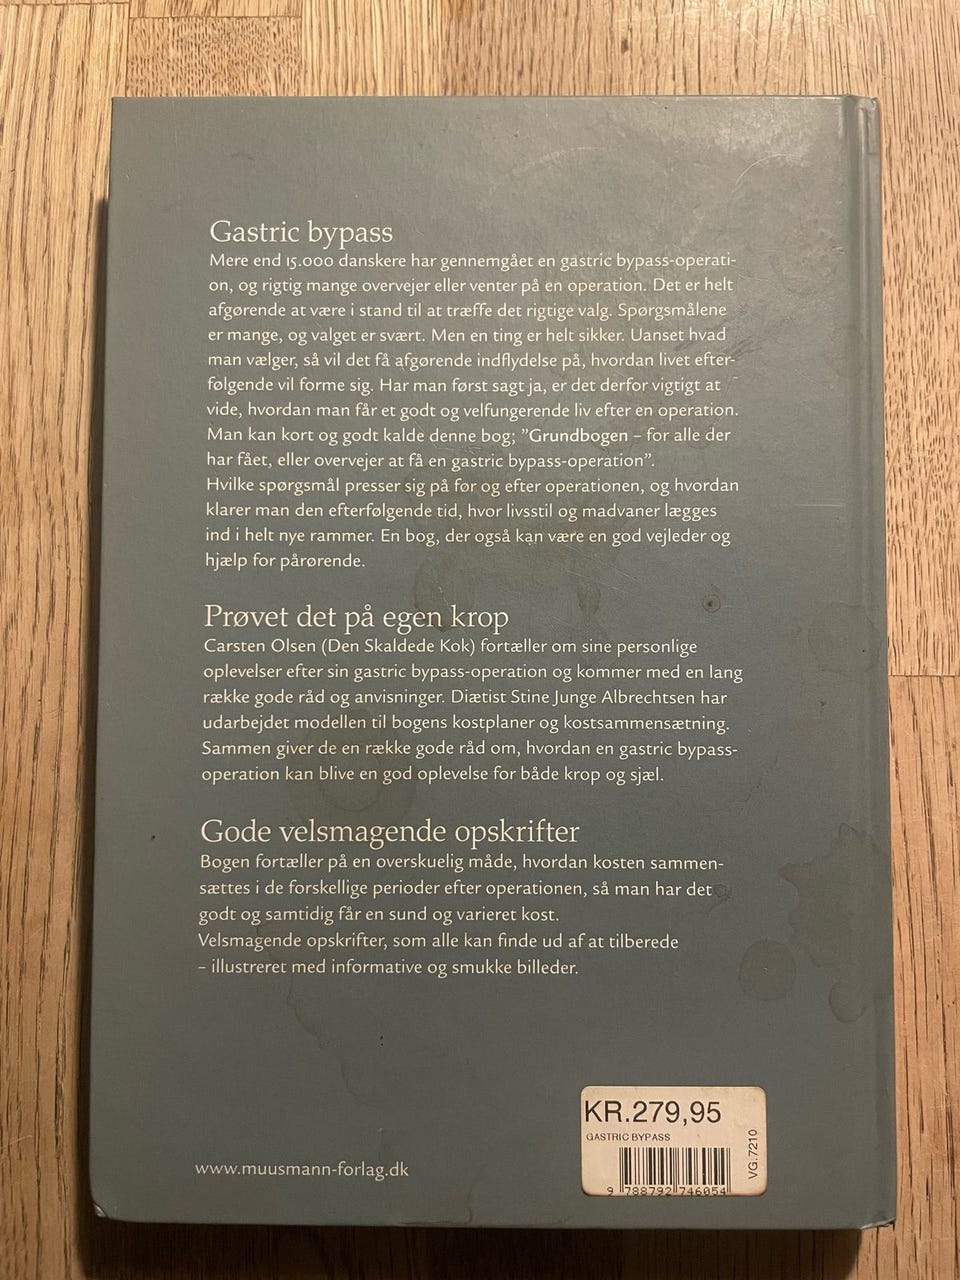 Gastric bypass
Mere end 15.000 danskere har gennemgået en gastric bypass-operati-
on, og rigtig mange overvejer eller venter på en operation. Det er helt
afgørende at være i stand til at træffe det rigtige valg. Spørgsmålene
er mange, og valget er svært. Men en ting er helt sikker. Uanset hvad
man vælger, så vil det få afgørende indflydelse på, hvordan livet efter-
følgende vil forme sig. Har man først sagt ja, er det derfor vigtigt at
vide, hvordan man får et godt og velfungerende liv efter en operation.
Man kan kort og godt kalde denne bog; ”Grundbogen – for alle der
har fået, eller overvejer at få en gastric bypass-operation”.
Hvilke spørgsmål presser sig på før og efter operationen, og hvordan
klarer man den efterfølgende tid, hvor livsstil og madvaner lægges
ind i helt nye rammer. En bog, der også kan være en god vejleder og
hjælp for pårørende.
Prøvet det på egen krop
Carsten Olsen (Den Skaldede Kok) fortæller om sine personlige
oplevelser efter sin gastric bypass-operation og kommer med en lang
række gode råd og anvisninger. Diætist Stine Junge Albrechtsen har
udarbejdet modellen til bogens kostplaner og kostsammensætning.
Sammen giver de en række gode råd om, hvordan en gastric bypass-
operation kan blive en god oplevelse for både krop og sjæl.
Gode velsmagende opskrifter
Bogen fortæller på en overskuelig måde, hvordan kosten sammen-
sættes i de forskellige perioder efter operationen, så man har det
godt og samtidig får en sund og varieret kost.
Velsmagende opskrifter, som alle kan finde ud af at tilberede
– illustreret med informative og smukke billeder.
www.muusmann-forlag.dk
KR.279,95
GASTRIC BYPASS
VG.7210
9 788792 746054